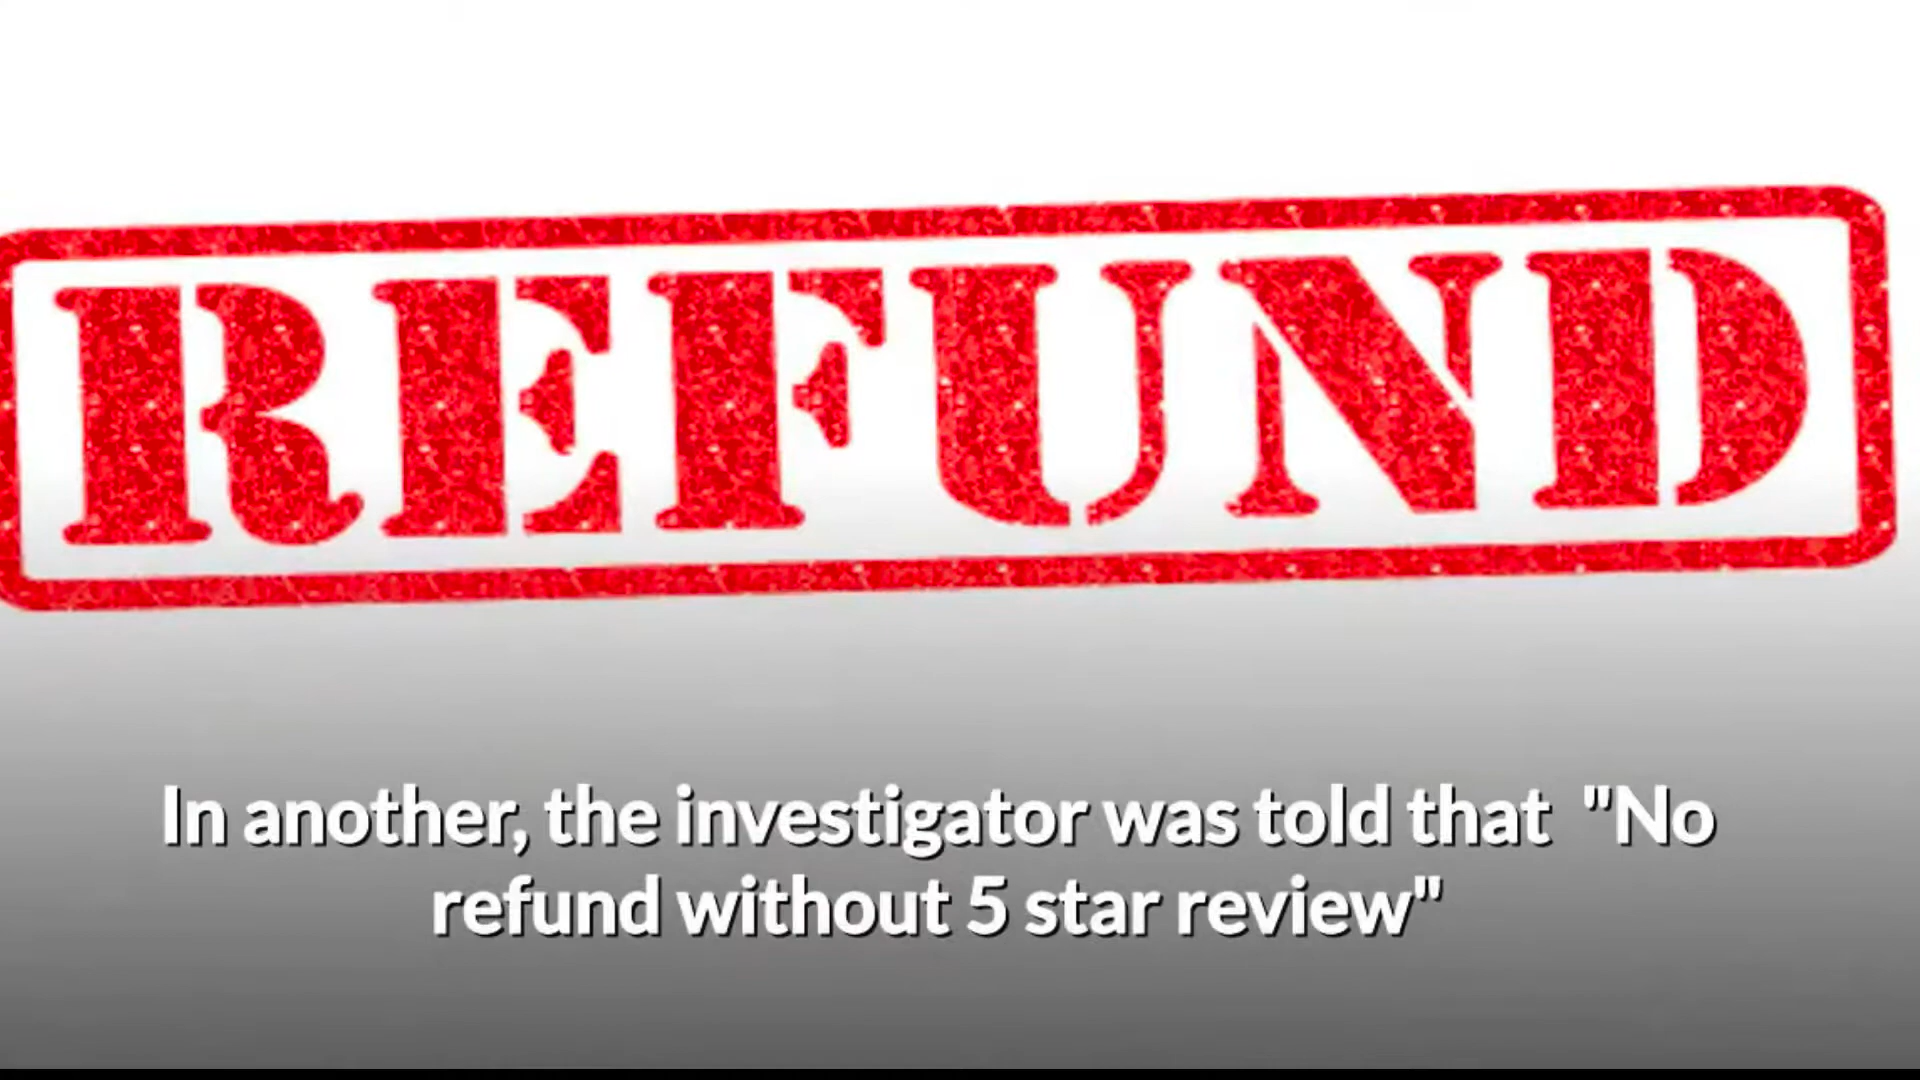 REFUND
In another, the investigator was told that "No
refund without 5 star review"